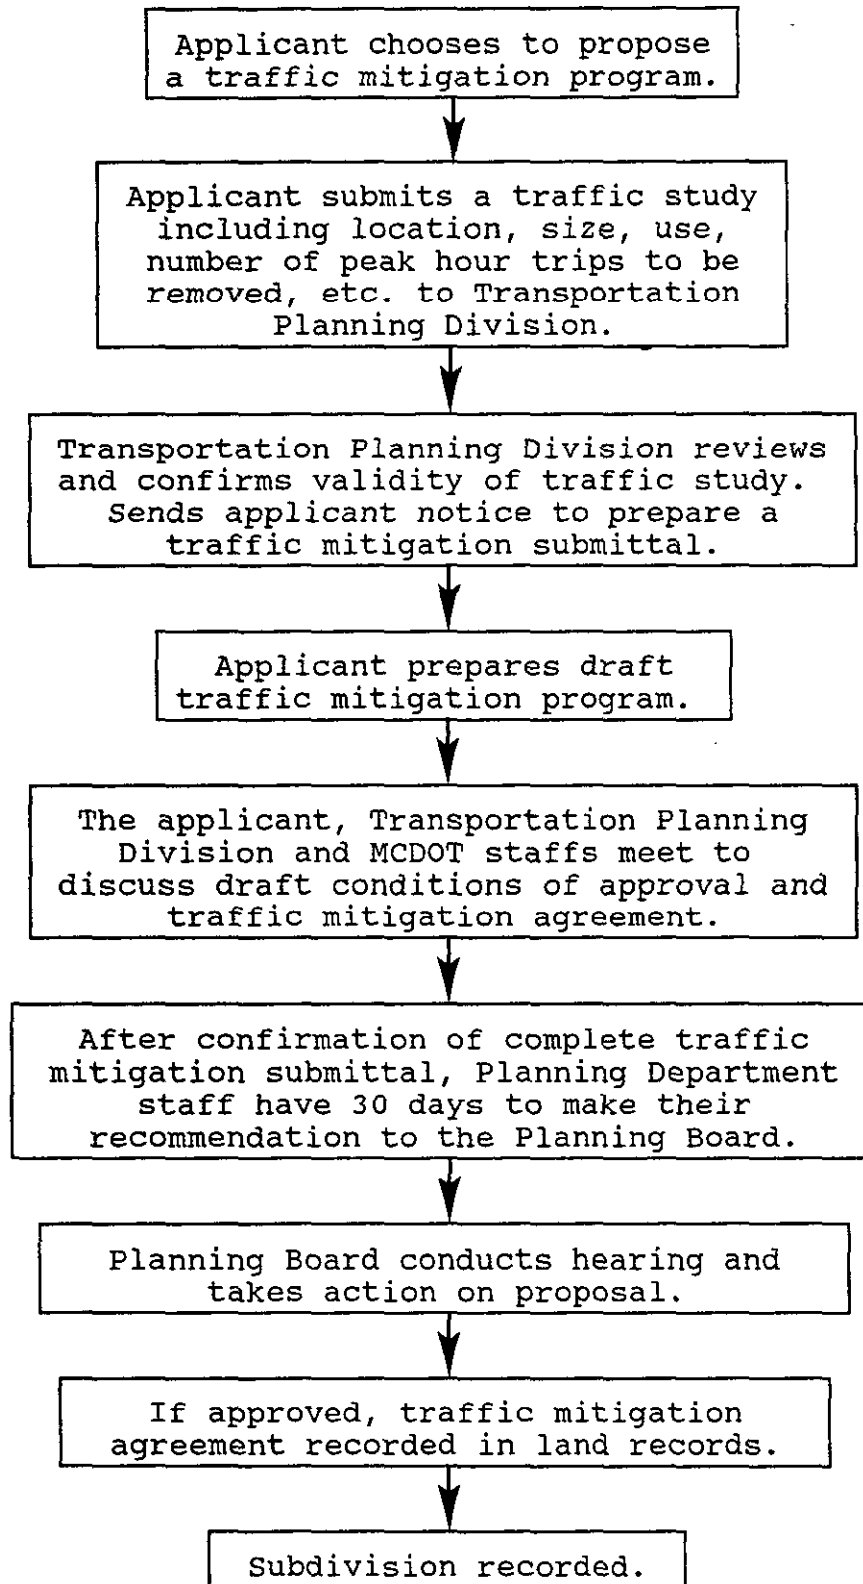 Applicant chooses to propose
a traffic mitigation program.
Applicant submits a traffic study
including location, size, use,
number of peak hour trips to be
removed, etc. to Transportation
Planning Division.
Transportation Planning Division reviews
and confirms validity of traffic study.
Sends applicant notice to prepare a
traffic mitigation submittal.
Applicant prepares draft
traffic mitigation program.
The applicant, Transportation Planning
Division and MCDOT staffs meet to
discuss draft conditions of approval and
traffic mitigation agreement.
After confirmation of complete traffic
mitigation submittal, Planning Department
staff have 30 days to make their
recommendation to the Planning Board.
Planning Board conducts hearing and
takes action on proposal.
If approved, traffic mitigation
agreement recorded in land records.
Subdivision recorded.